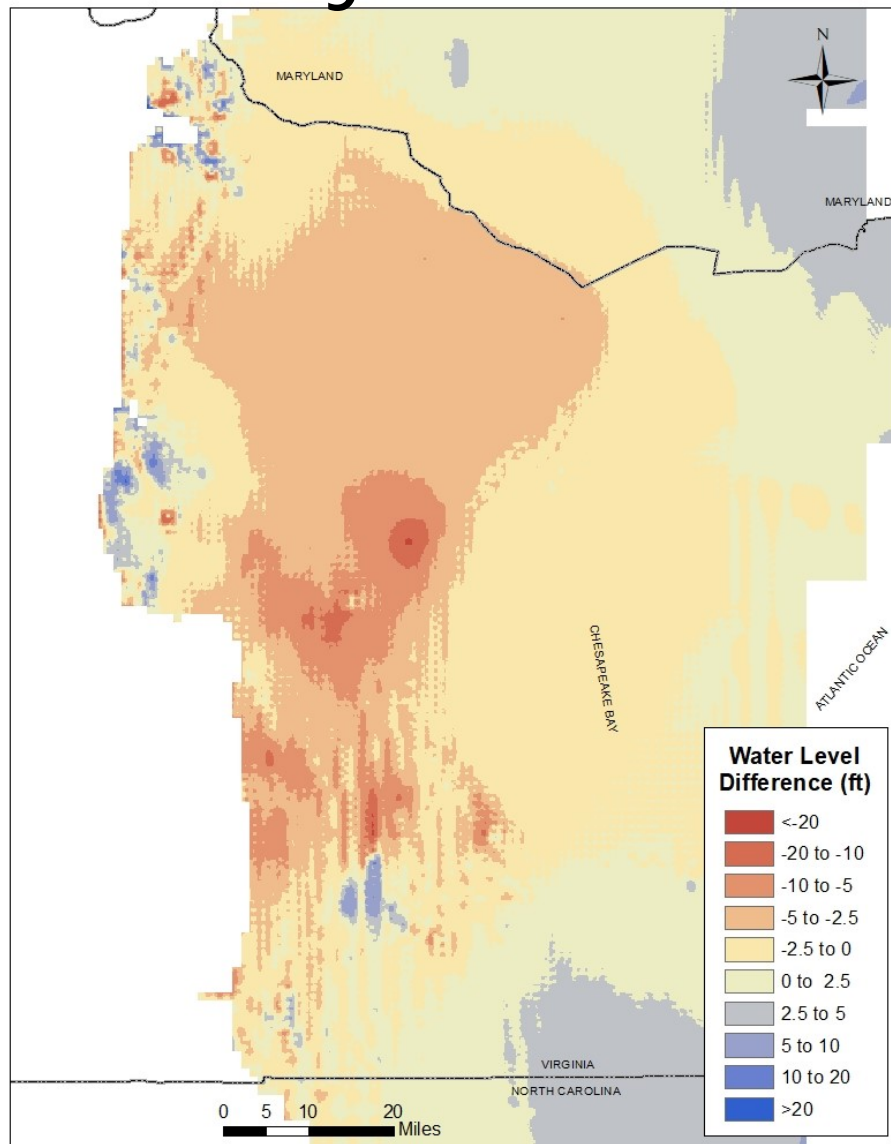 N
MARYLAND
MARYLAND
CHESAPEAKE BAY
ATLANTIC OCEAN
Water Level
Difference (ft)
<-20
-20 to -10
-10 to -5
-5 to -2.5
-2.5 to 0
0 to 2.5
2.5 to 5
5 to 10
10 to 20
>20
VIRGINIA
NORTH CAROLINA
0 5 10 20
Miles